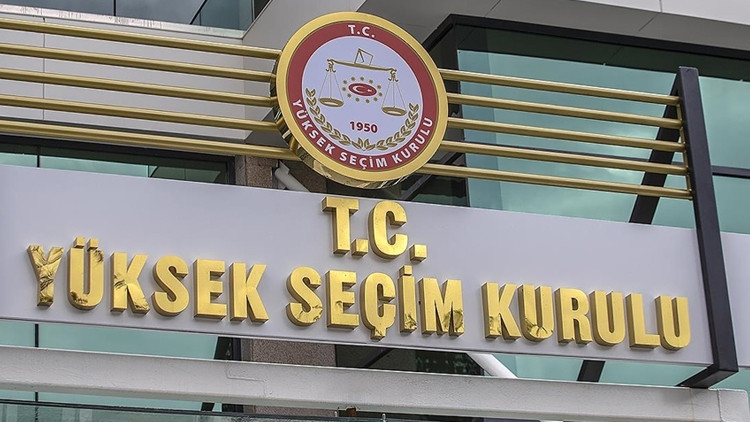 T.C.
1950
YÜKSEK SEÇİM KURULU
T.C.
YÜKSEK SEÇİM KURULU